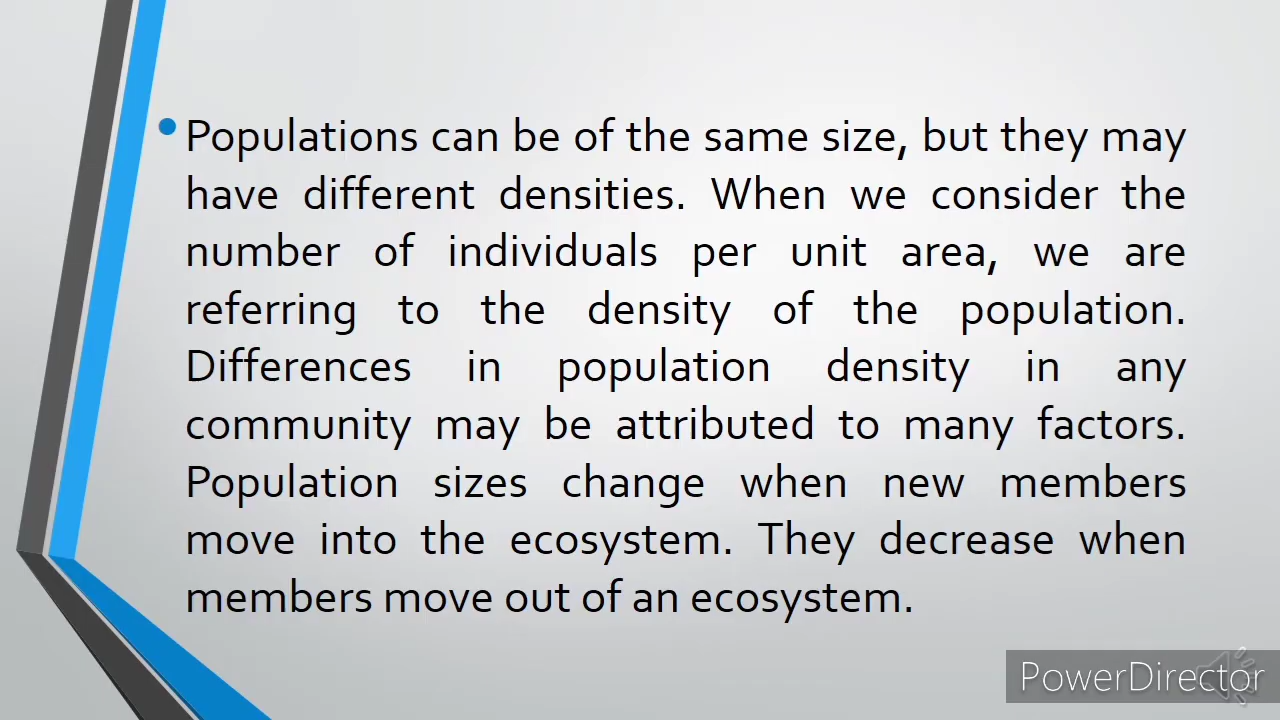 • Populations can be of the same size, but they may
have different densities. When we consider the
number of individuals per unit area, we are
referring to the density of the population.
Differences in population density in any
community may be attributed to many factors.
Population sizes change when new members
move into the ecosystem. They decrease when
members move out of an ecosystem.
PowerDirector